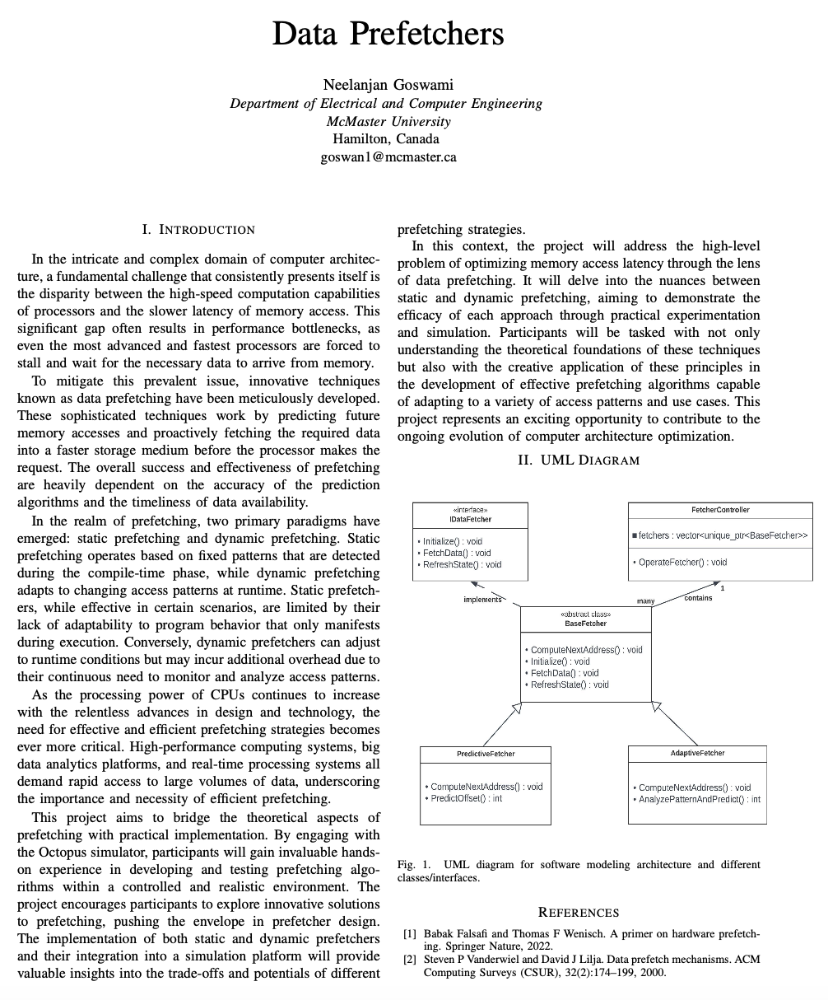 Data Prefetchers
Neelanjan Goswami
Department of Electrical and Computer Engineering
McMaster University
Hamilton, Canada
goswan1@mcmaster.ca
I. INTRODUCTION
In the intricate and complex domain of computer architec-
ture, a fundamental challenge that consistently presents itself is
the disparity between the high-speed computation capabilities
of processors and the slower latency of memory access. This
significant gap often results in performance bottlenecks, as
even the most advanced and fastest processors are forced to
stall and wait for the necessary data to arrive from memory.
To mitigate this prevalent issue, innovative techniques
known as data prefetching have been meticulously developed.
These sophisticated techniques work by predicting future
memory accesses and proactively fetching the required data
into a faster storage medium before the processor makes the
request. The overall success and effectiveness of prefetching
are heavily dependent on the accuracy of the prediction
algorithms and the timeliness of data availability.
In the realm of prefetching, two primary paradigms have
emerged: static prefetching and dynamic prefetching. Static
prefetching operates based on fixed patterns that are detected
during the compile-time phase, while dynamic prefetching
adapts to changing access patterns at runtime. Static prefetch-
ers, while effective in certain scenarios, are limited by their
lack of adaptability to program behavior that only manifests
during execution. Conversely, dynamic prefetchers can adjust
to runtime conditions but may incur additional overhead due to
their continuous need to monitor and analyze access patterns.
As the processing power of CPUs continues to increase
with the relentless advances in design and technology, the
need for effective and efficient prefetching strategies becomes
ever more critical. High-performance computing systems, big
data analytics platforms, and real-time processing systems all
demand rapid access to large volumes of data, underscoring
the importance and necessity of efficient prefetching.
This project aims to bridge the theoretical aspects of
prefetching with practical implementation. By engaging with
the Octopus simulator, participants will gain invaluable hands-
on experience in developing and testing prefetching algo-
rithms within a controlled and realistic environment. The
project encourages participants to explore innovative solutions
to prefetching, pushing the envelope in prefetcher design.
The implementation of both static and dynamic prefetchers
and their integration into a simulation platform will provide
valuable insights into the trade-offs and potentials of different
prefetching strategies.
In this context, the project will address the high-level
problem of optimizing memory access latency through the lens
of data prefetching. It will delve into the nuances between
static and dynamic prefetching, aiming to demonstrate the
efficacy of each approach through practical experimentation
and simulation. Participants will be tasked with not only
understanding the theoretical foundations of these techniques
but also with the creative application of these principles in
the development of effective prefetching algorithms capable
of adapting to a variety of access patterns and use cases. This
project represents an exciting opportunity to contribute to the
ongoing evolution of computer architecture optimization.
II. UML DIAGRAM
«interface»
IDataFetcher
• Initialize() : void
• FetchData() : void
• RefreshState() : void
FetcherController
■ fetchers : vector<unique_ptr<BaseFetcher>>
• OperateFetcher() : void
implements
many
contains
1
«abstract class»
BaseFetcher
• ComputeNextAddress() : void
• Initialize() : void
• FetchData() : void
• RefreshState() : void
PredictiveFetcher
• ComputeNextAddress() : void
• PredictOffset() : int
AdaptiveFetcher
• ComputeNextAddress() : void
• AnalyzePatternAndPredict() : int
Fig. 1. UML diagram for software modeling architecture and different
classes/interfaces.
REFERENCES
[1] Babak Falsafi and Thomas F Wenisch. A primer on hardware prefetch-
ing. Springer Nature, 2022.
[2] Steven P Vanderwiel and David J Lilja. Data prefetch mechanisms. ACM
Computing Surveys (CSUR), 32(2):174–199, 2000.